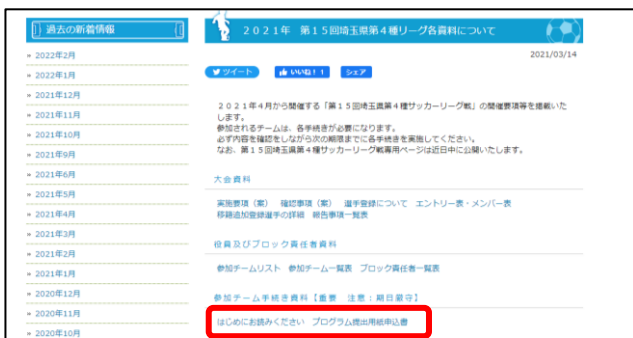 過去の新着情報
» 2022年2月
» 2022年1月
» 2021年12月
» 2021年11月
» 2021年10月
» 2021年9月
» 2021年6月
» 2021年5月
» 2021年4月
» 2021年3月
» 2021年2月
» 2021年1月
» 2020年12月
» 2020年11月
» 2020年10月
2021年 第15回埼玉県第4種リーグ各資料について
2021/03/14
ツイート いいね！ 1 シェア
2021年4月から開催する「第15回埼玉県第4種サッカーリーグ戦」の開催要項等を掲載いた
します。
参加されるチームは、各手続きが必要になります。
必ず内容を確認をしながら次の期限までに各手続きを実施してください。
なお、第15回埼玉県第4種サッカーリーグ戦専用ページは近日中に公開いたします。
大会資料
実施要項（案） 確認事項（案） 選手登録について エントリー表・メンバー表
移籍追加登録選手の詳細 報告事項一覧表
役員及びブロック責任者資料
参加チームリスト 参加チーム一覧表 ブロック責任者一覧表
参加チーム手続き資料【重要 注意：期日厳守】
はじめにお読みください プログラム提出用紙申込書